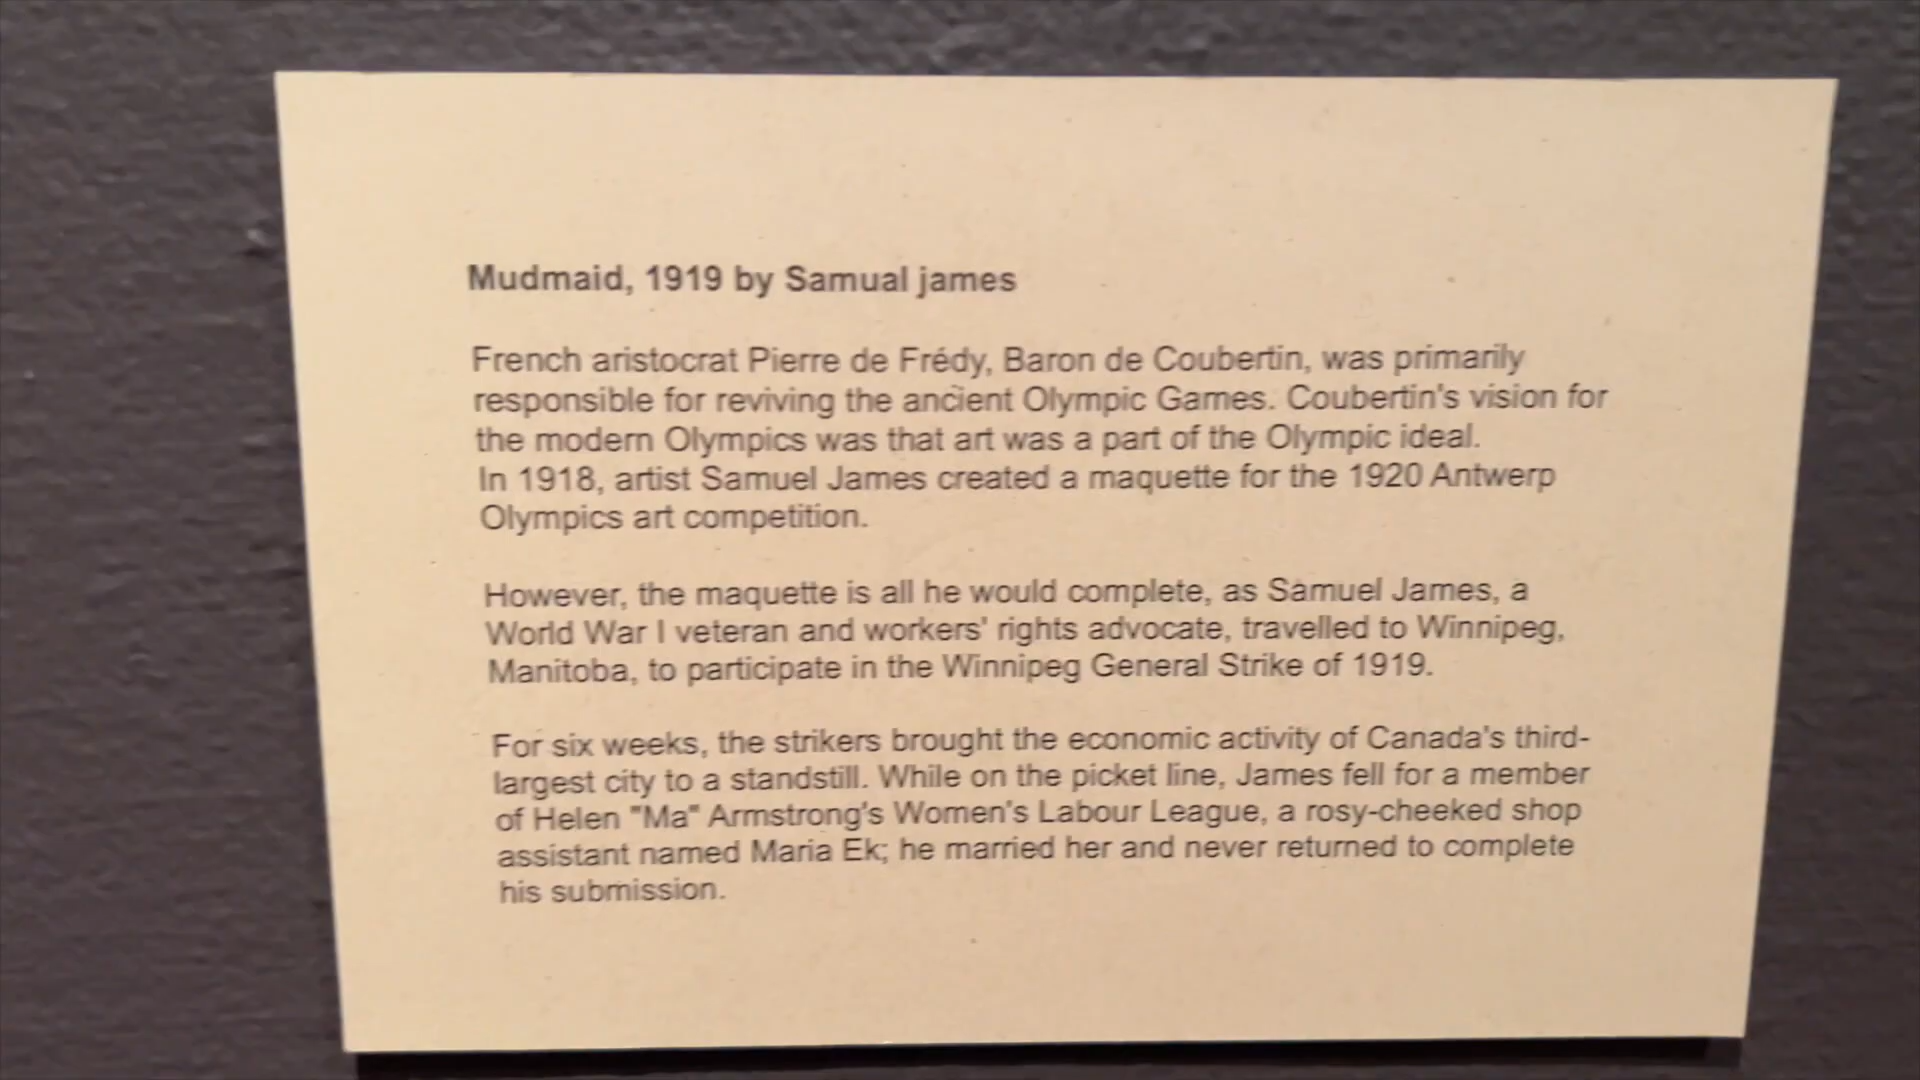 Mudmaid, 1919 by Samual james
French aristocrat Pierre de Frédy, Baron de Coubertin, was primarily
responsible for reviving the ancient Olympic Games. Coubertin's vision for
the modern Olympics was that art was a part of the Olympic ideal.
In 1918, artist Samuel James created a maquette for the 1920 Antwerp
Olympics art competition.
However, the maquette is all he would complete, as Samuel James, a
World War I veteran and workers' rights advocate, travelled to Winnipeg,
Manitoba, to participate in the Winnipeg General Strike of 1919.
For six weeks, the strikers brought the economic activity of Canada's third-
largest city to a standstill. While on the picket line, James fell for a member
of Helen "Ma" Armstrong's Women's Labour League, a rosy-cheeked shop
assistant named Maria Ek; he married her and never returned to complete
his submission.